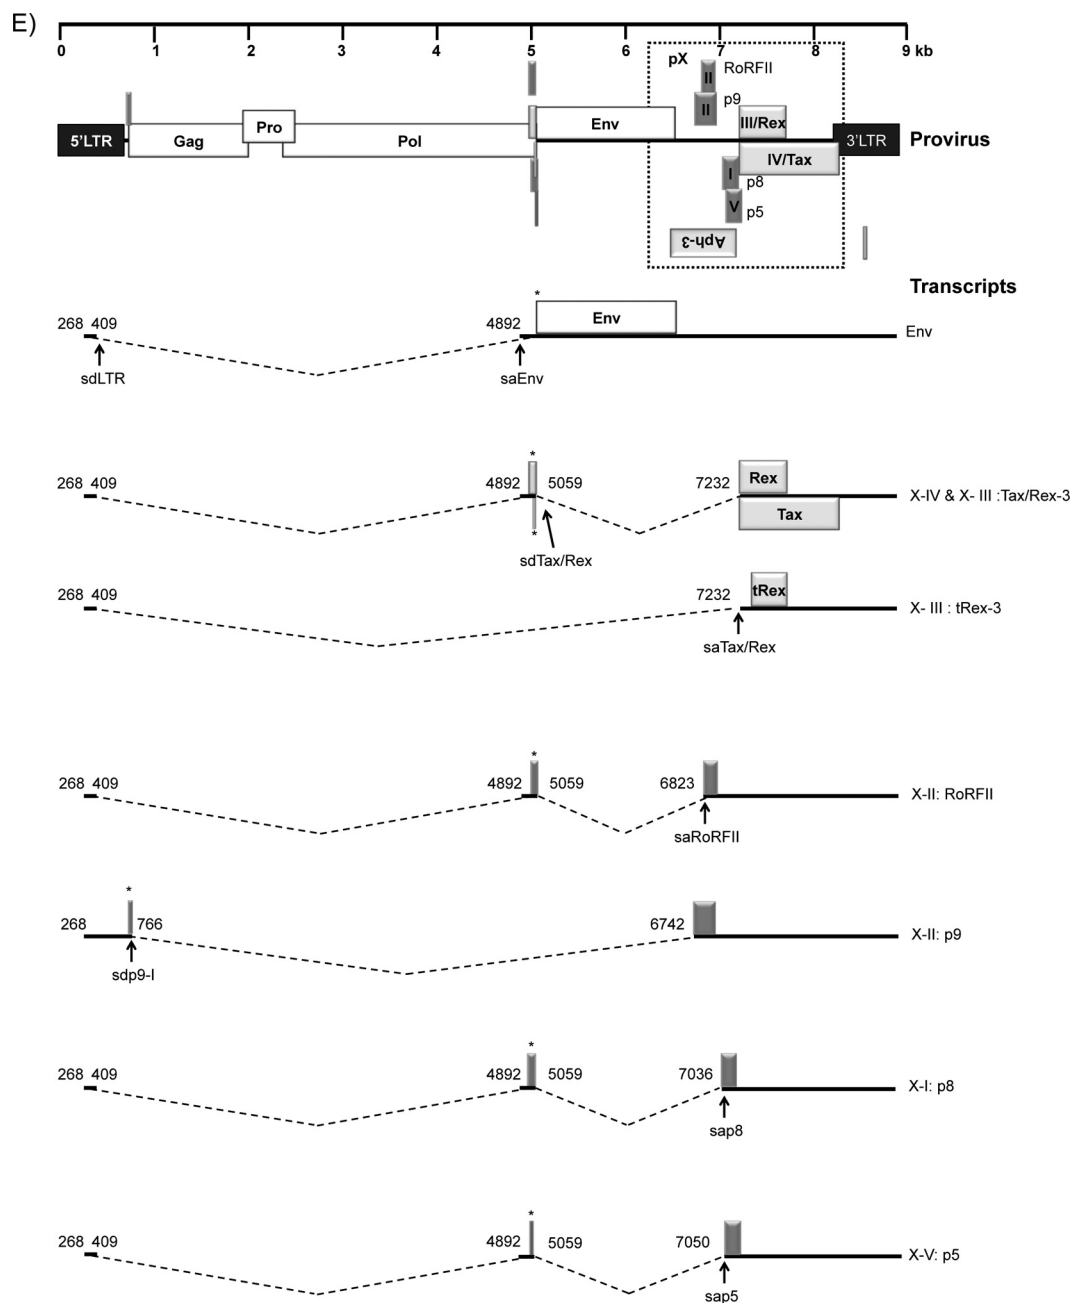 E)
0 1 2 3 4 5 6 7 8 9 kb
pX
II RoRFII
II p9
5'LTR Gag Pro Pol Env III/Rex 3'LTR Provirus
IV/Tax
I p8
V p5
Aph-3
Transcripts
268 409 4892 * Env Env
sdLTR saEnv
268 409 4892 * 5059 7232 Rex X-IV & X- III :Tax/Rex-3
* Tax
sdTax/Rex
268 409 7232 tRex X- III : tRex-3
saTax/Rex
268 409 4892 * 5059 6823 X-II: RoRFII
saRoRFII
268 * 766 6742 X-II: p9
sdp9-I
268 409 4892 * 5059 7036 X-I: p8
sap8
268 409 4892 * 5059 7050 X-V: p5
sap5